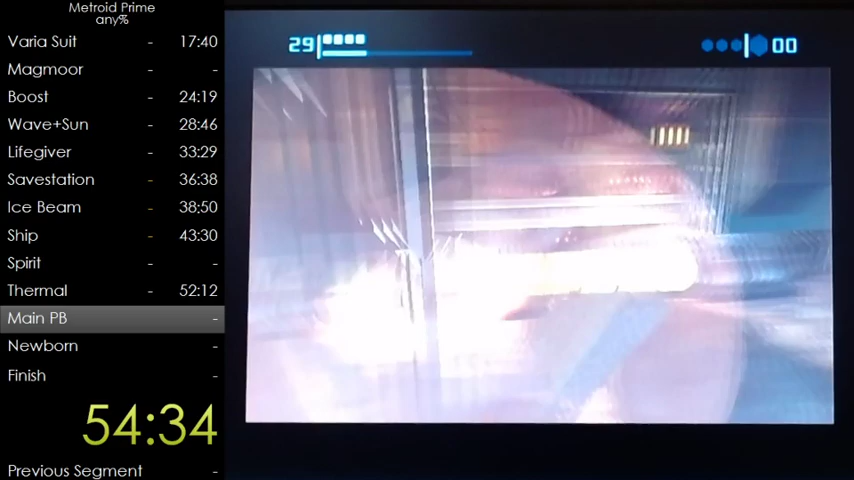 Metroid Prime
any%
Varia Suit - 17:40
Magmoor - -
Boost - 24:19
Wave+Sun - 28:46
Lifegiver - 33:29
Savestation - 36:38
Ice Beam - 38:50
Ship - 43:30
Spirit - -
Thermal - 52:12
Main PB -
Newborn -
Finish -
54:34
Previous Segment -
29 00